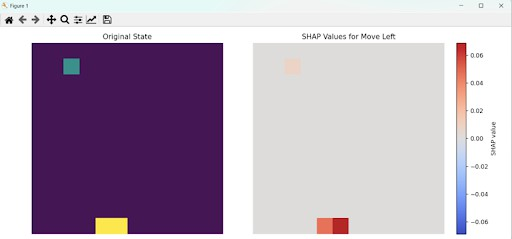 Figure 1
Original State
SHAP Values for Move Left
0.06
0.04
0.02
0.00
−0.02
−0.04
−0.06
SHAP value